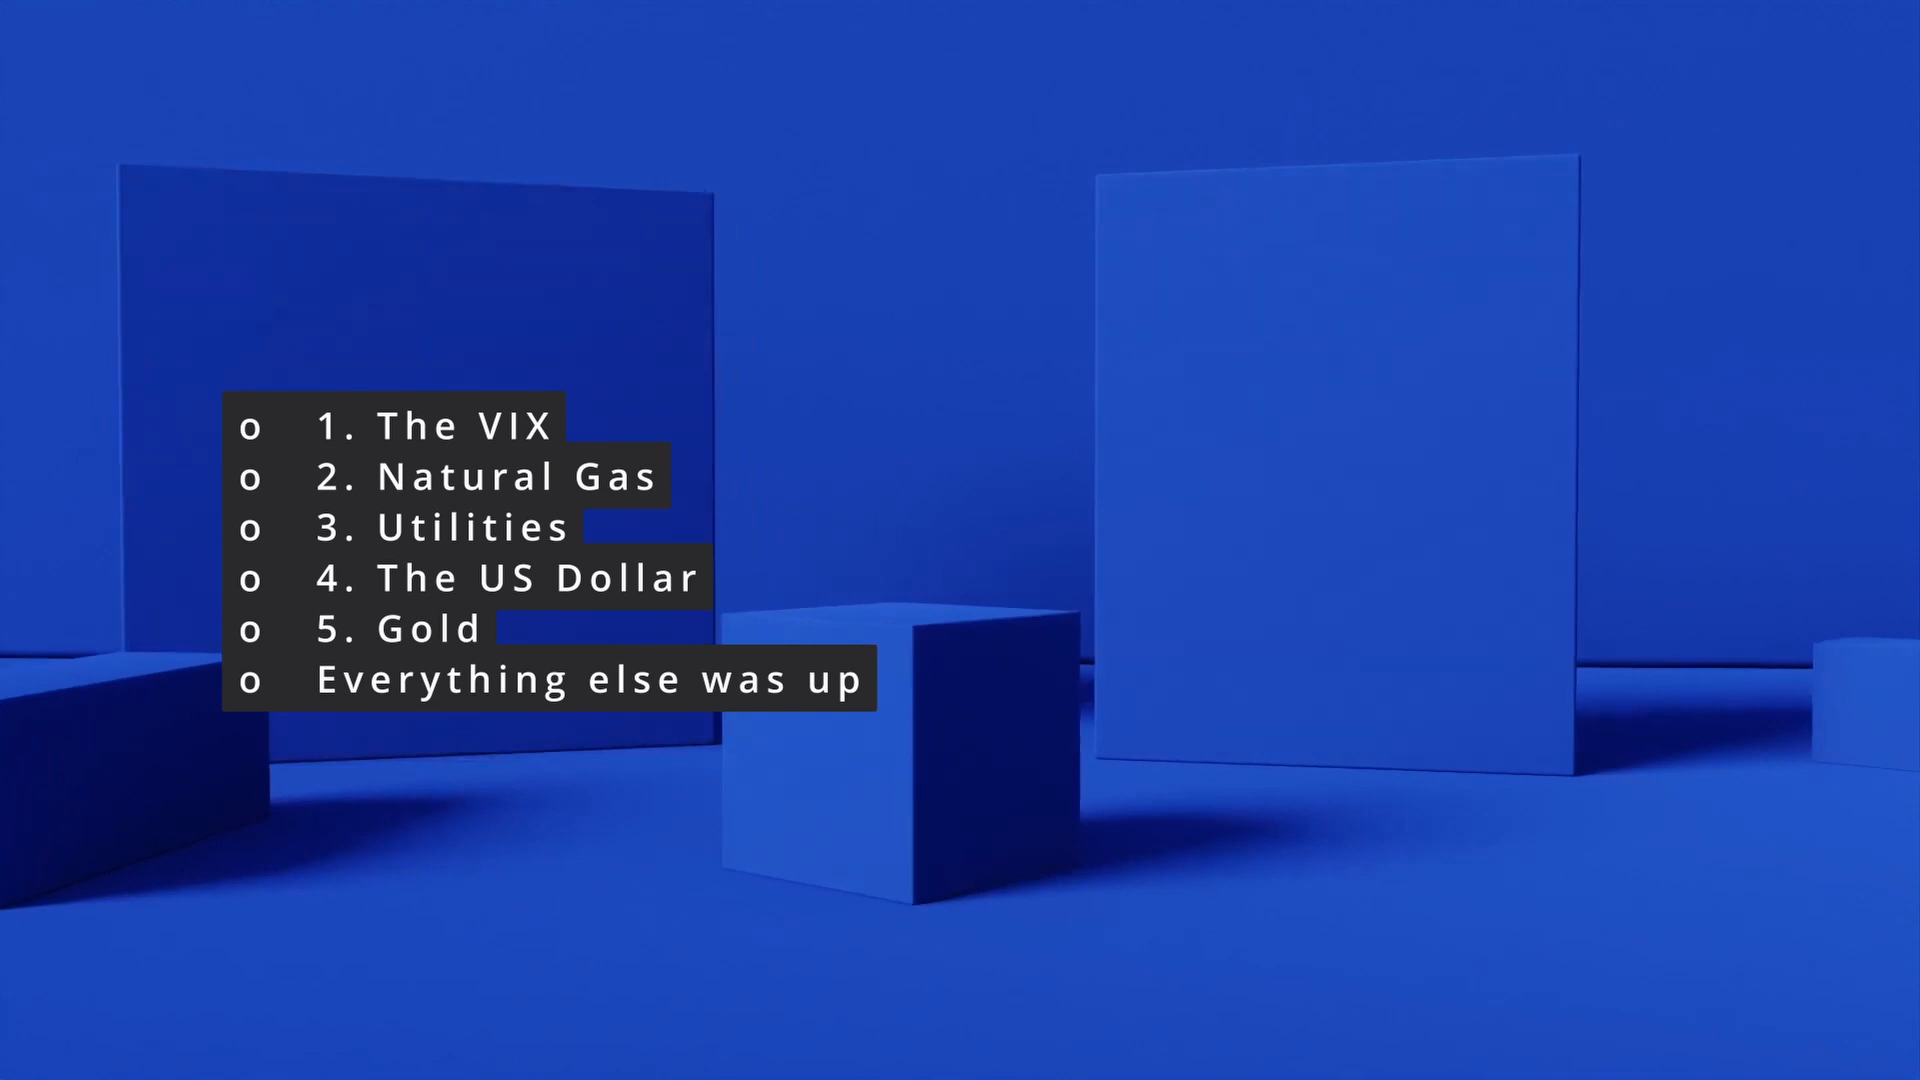 o 1. The VIX
o 2. Natural Gas
o 3. Utilities
o 4. The US Dollar
o 5. Gold
o Everything else was up